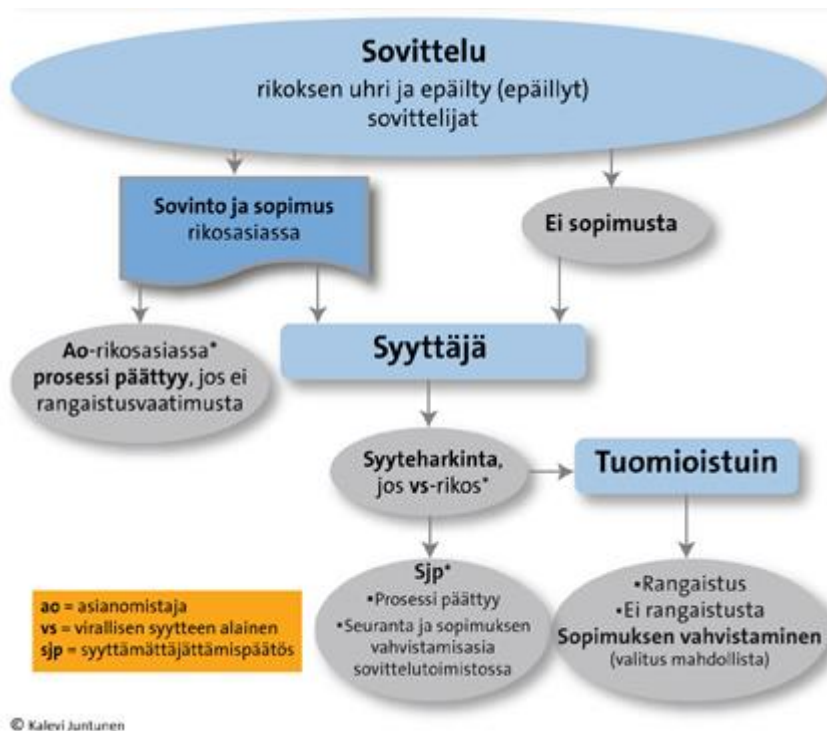 Sovittelu
rikoksen uhri ja epäilty (epäillyt)
sovittelijat
Sovinto ja sopimus
rikosasiassa
Ei sopimusta
Ao-rikosasiassa*
prosessi päättyy, jos ei
rangaistusvaatimusta
Syyttäjä
Syyteharkinta,
jos vs-rikos*
Tuomioistuin
Sjp*
•Prosessi päättyy
•Seuranta ja sopimuksen
vahvistamisasia
sovittelutoimistossa
•Rangaistus
•Ei rangaistusta
Sopimuksen vahvistaminen
(valitus mahdollista)
ao = asianomistaja
vs = virallisen syytteen alainen
sjp = syyttämättäjättämispäätös
© Kalevi Juntunen